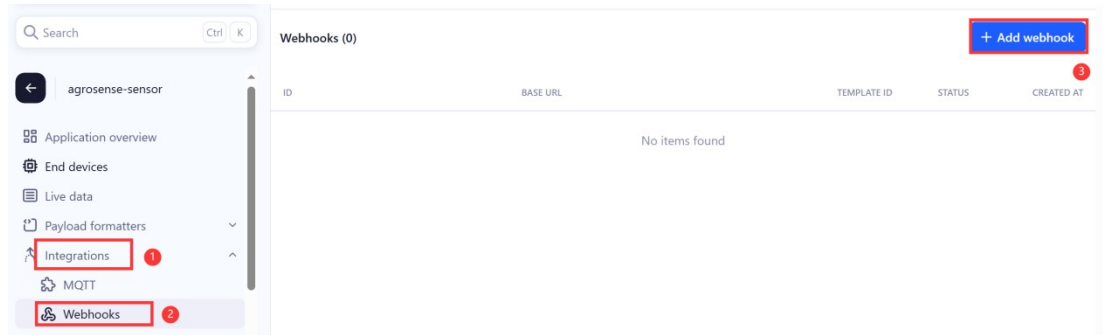 Search Ctrl K
agrosense-sensor
Application overview
End devices
Live data
Payload formatters
Integrations 1
MQTT
Webhooks 2
Webhooks (0) + Add webhook
3
ID BASE URL TEMPLATE ID STATUS CREATED AT
No items found